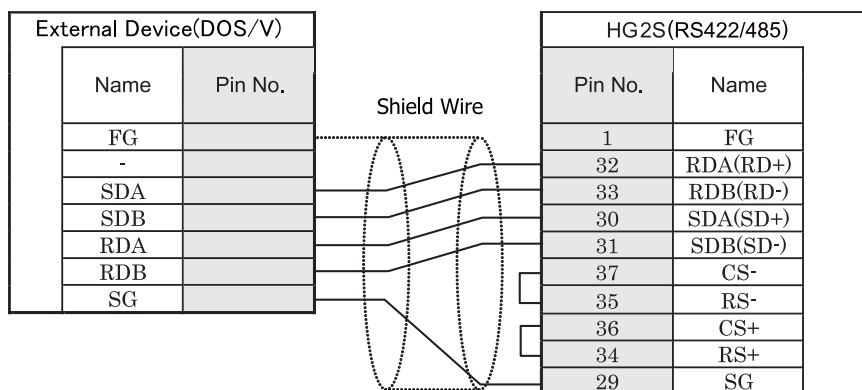 External Device(DOS/V)
HG2S(RS422/485)
Name Pin No.
Pin No. Name
Shield Wire
FG
1 FG
-
32 RDA(RD+)
SDA
33 RDB(RD-)
SDB
30 SDA(SD+)
RDA
31 SDB(SD-)
RDB
37 CS-
SG
35 RS-
36 CS+
34 RS+
29 SG